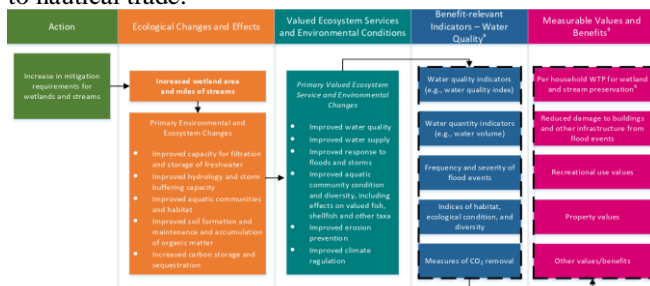 to nautical trade.
Action
Ecological Changes and Effects
Valued Ecosystem Services
and Environmental Conditions
Benefit-relevant
Indicators – Water
Quality
Measurable Values and
Benefits
Increase in mitigation
requirements for
wetlands and streams
Increased wetland area
and miles of streams
Primary Environmental and
Ecosystem Changes
• Improved capacity for filtration
and storage of freshwater
• Improved hydrology and storm
buffering capacity
• Improved aquatic communities
and habitat
• Improved soil formation and
maintenance and accumulation
of organic matter
• Increased carbon storage and
sequestration
Primary Valued Ecosystem
Service and Environmental
Changes
• Improved water quality
• Improved water supply
• Improved response to
floods and storms
• Improved aquatic
community condition
and diversity, including
effects on valued fish,
shellfish and other taxa
• Improved erosion
prevention
• Improved climate
regulation
Water quality indicators
(e.g., water quality index)
Water quantity indicators
(e.g., water volume)
Frequency and severity of
flood events
Indices of habitat,
ecological condition, and
diversity
Measures of CO₂ removal
Per household WTP for wetland
and stream preservation
Reduced damage to buildings
and other infrastructure from
flood events
Recreational use values
Property values
Other values/benefits